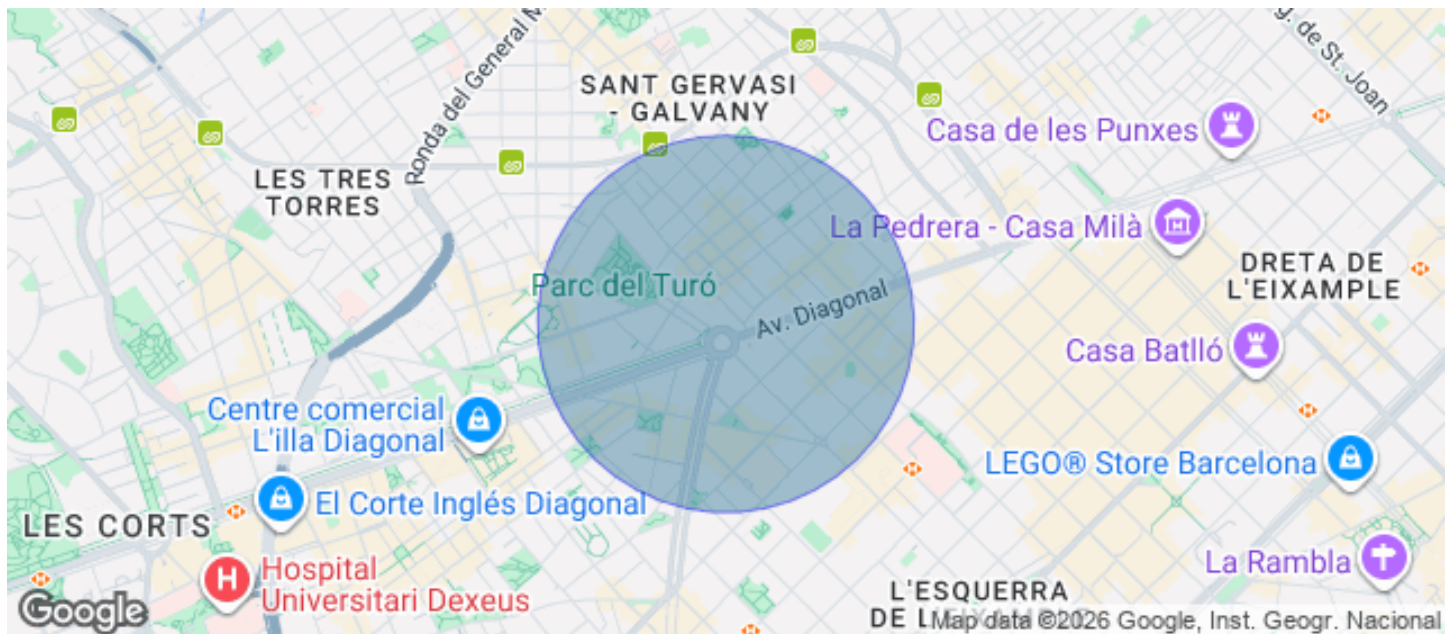 Ronda del General M
g. de St. Joan
SANT GERVASI
- GALVANY
Casa de les Punxes
LES TRES
TORRES
La Pedrera - Casa Milà
DRETA DE
L'EIXAMPLE
Parc del Turó
Av. Diagonal
Casa Batlló
Centre comercial
L'illa Diagonal
LEGO® Store Barcelona
El Corte Inglés Diagonal
LES CORTS
La Rambla
H
Hospital
Universitari Dexeus
L'ESQUERRA
DE L'EIXAMPLE
Google
Map data ©2026 Google, Inst. Geogr. Nacional